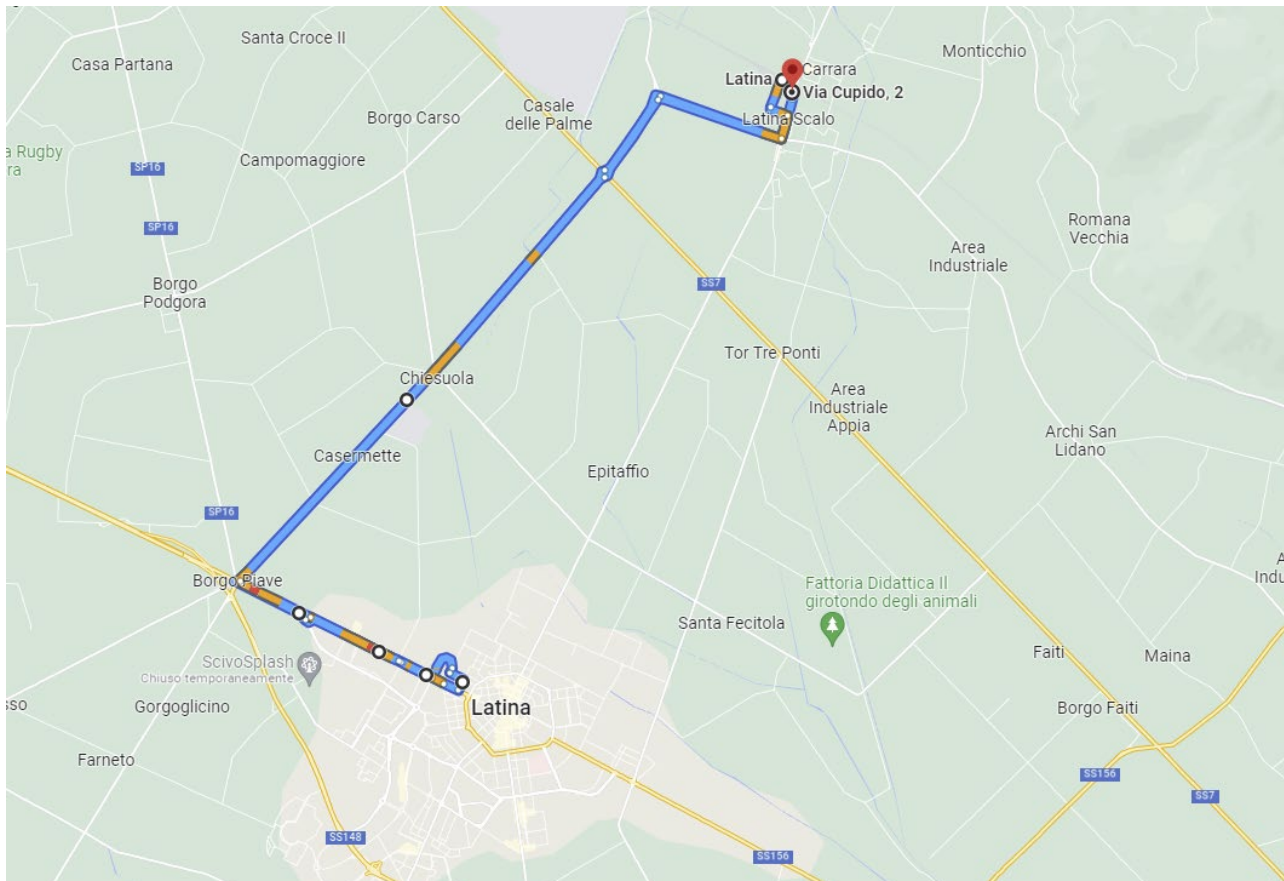 Santa Croce II
Casa Partana
Monticchio
Carrara
Latina
Via Cupido, 2
Casale
delle Palme
Borgo Carso
Latina Scalo
a Rugby
ra
Campomaggiore
SP16
SP16
Romana
Vecchia
Area
Industriale
Borgo
Podgora
SS7
Tor Tre Ponti
Chiesuola
Area
Industriale
Appia
Archi San
Lidano
Casermette
Epitaffio
SP16
Borgo Piave
A
Indu
Fattoria Didattica Il
girotondo degli animali
Santa Fecitola
Faiti
Maina
ScivoSplash
Chiuso temporaneamente
sso
Gorgoglicino
Latina
Borgo Faiti
Farneto
SS156
SS7
SS148
SS156